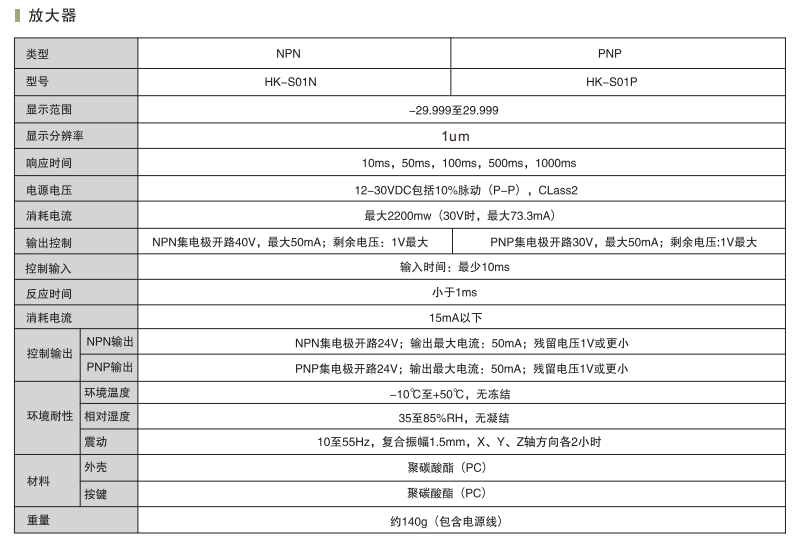 放大器
类型 NPN PNP
型号 HK-S01N HK-S01P
显示范围 -29.999至29.999
显示分辨率 1um
响应时间 10ms，50ms，100ms，500ms，1000ms
电源电压 12-30VDC包括10%脉动（P-P），CLass2
消耗电流 最大2200mw（30V时，最大73.3mA）
输出控制 NPN集电极开路40V，最大50mA；剩余电压：1V最大 PNP集电极开路30V，最大50mA；剩余电压:1V最大
控制输入 输入时间：最少10ms
反应时间 小于1ms
消耗电流 15mA以下
控制输出 NPN输出 NPN集电极开路24V；输出最大电流：50mA；残留电压1V或更小
PNP输出 PNP集电极开路24V；输出最大电流：50mA；残留电压1V或更小
环境耐性 环境温度 -10℃至+50℃，无冻结
相对湿度 35至85%RH，无凝结
震动 10至55Hz，复合振幅1.5mm，X、Y、Z轴方向各2小时
材料 外壳 聚碳酸酯（PC）
按键 聚碳酸酯（PC）
重量 约140g（包含电源线）